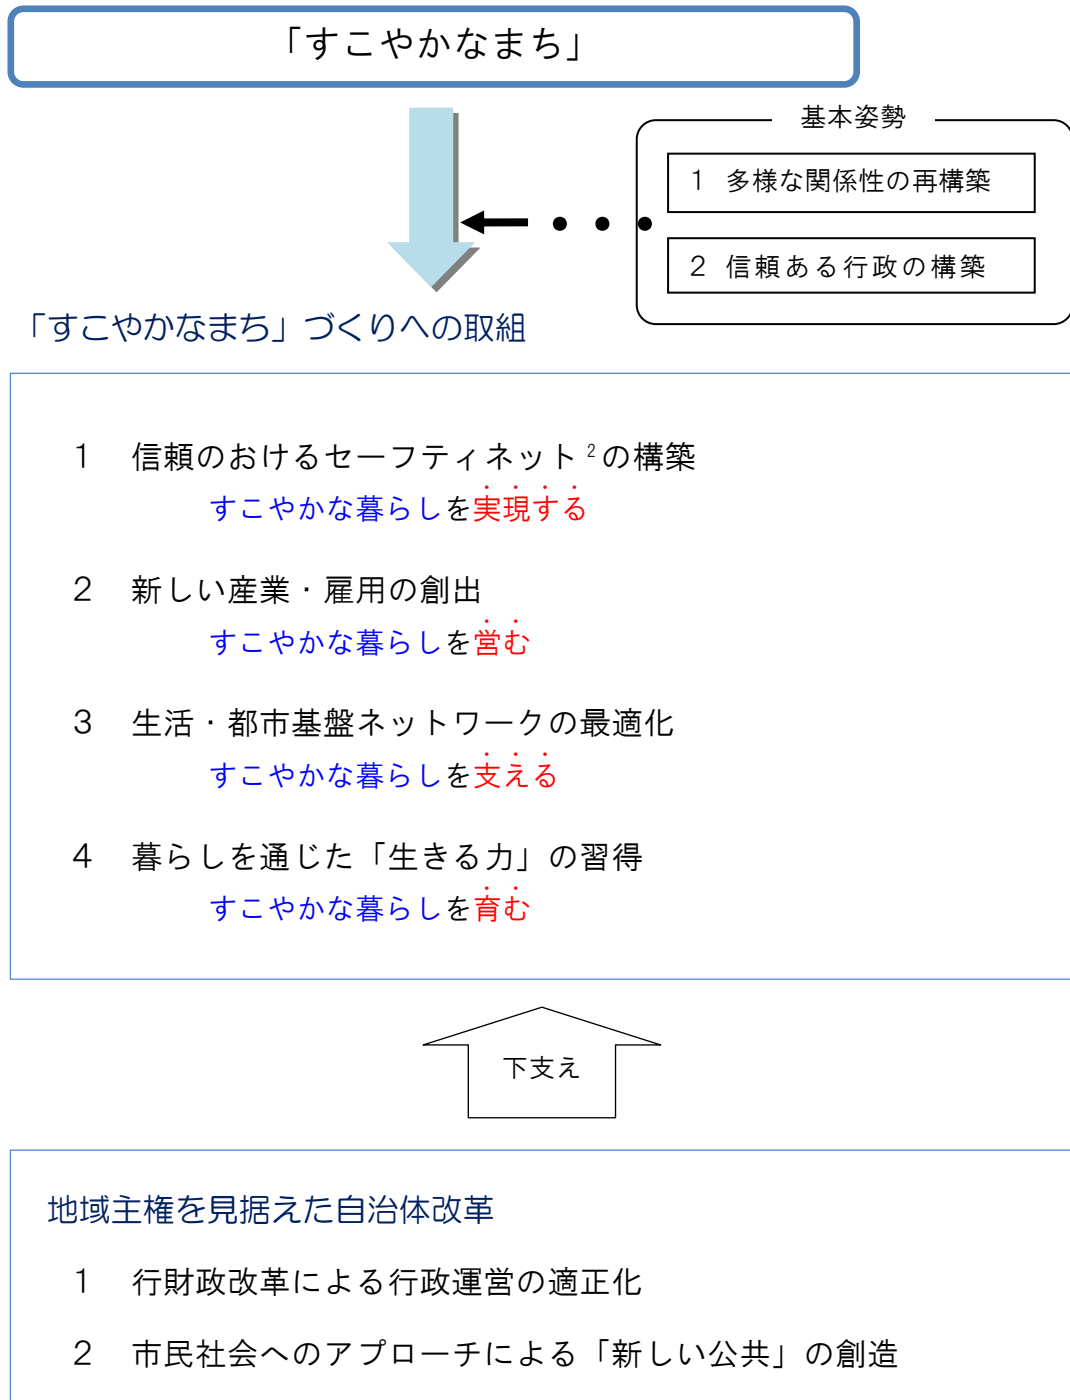 「すこやかなまち」
基本姿勢
1 多様な関係性の再構築
2 信頼ある行政の構築
「すこやかなまち」づくりへの取組
1 信頼のおけるセーフティネット2の構築
すこやかな暮らしを実現する
2 新しい産業・雇用の創出
すこやかな暮らしを営む
3 生活・都市基盤ネットワークの最適化
すこやかな暮らしを支える
4 暮らしを通じた「生きる力」の習得
すこやかな暮らしを育む
下支え
地域主権を見据えた自治体改革
1 行財政改革による行政運営の適正化
2 市民社会へのアプローチによる「新しい公共」の創造